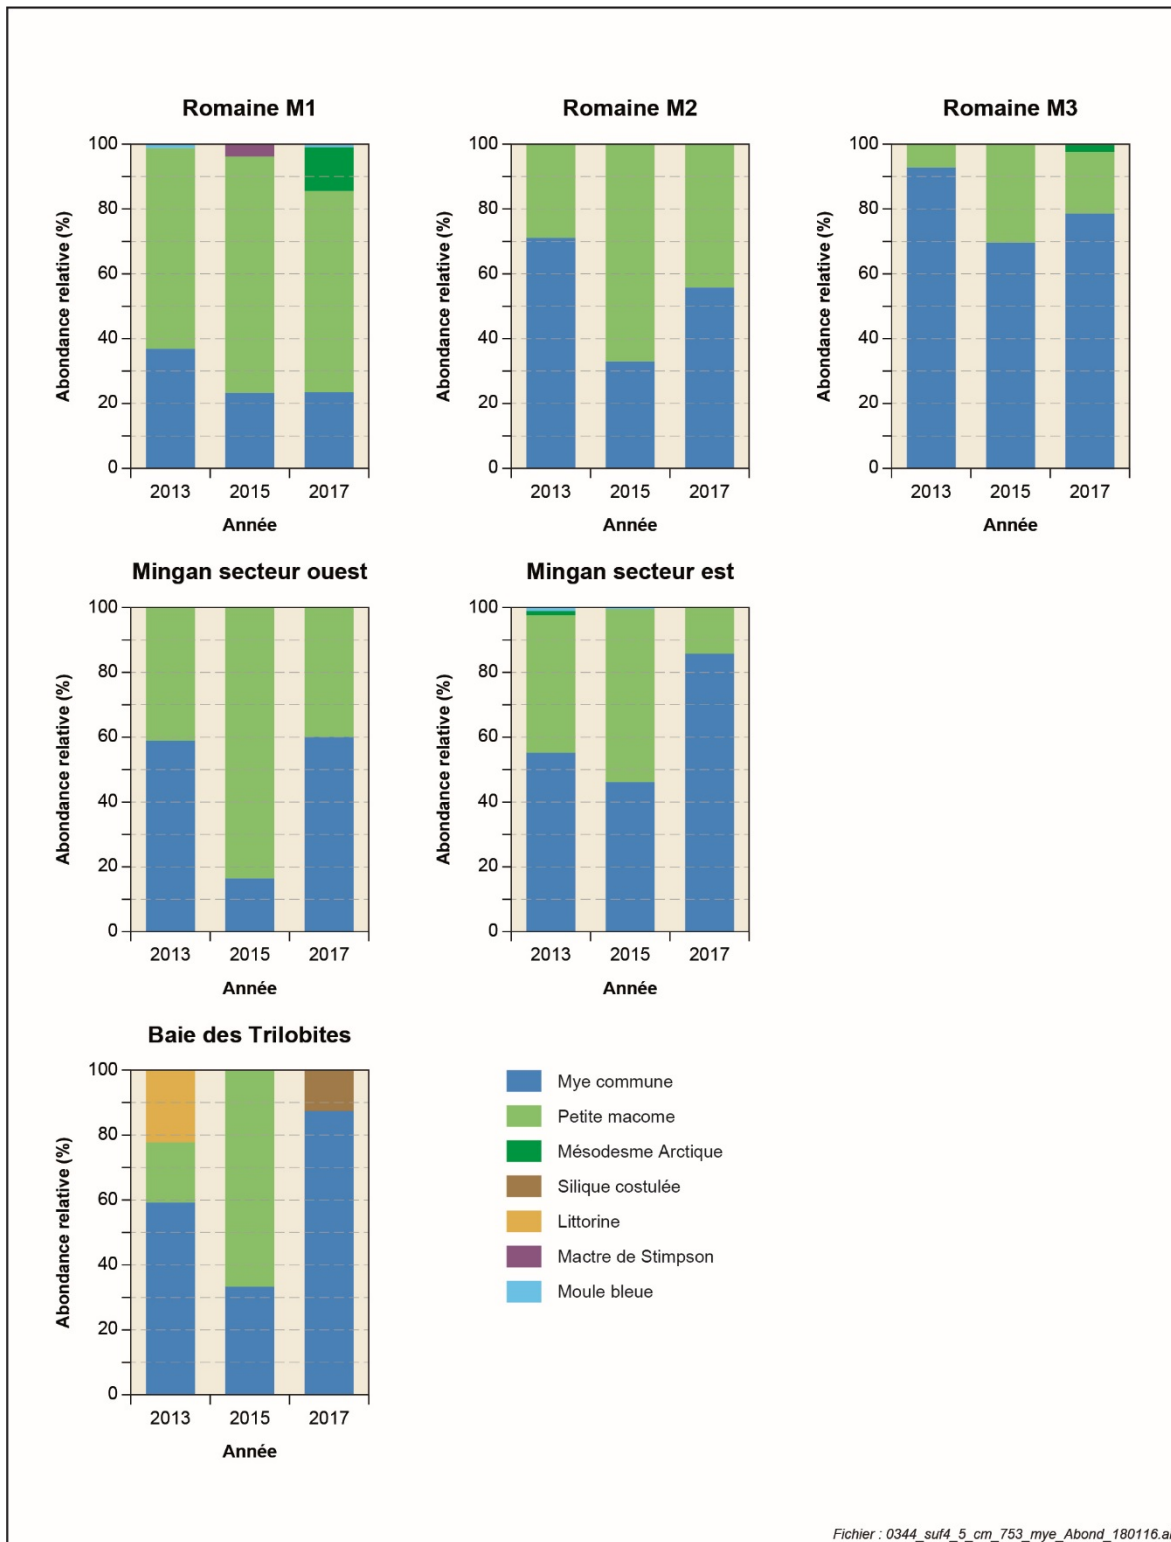 Romaine M1
Romaine M2
Romaine M3
Abondance relative (%)
100
80
60
40
20
0
2013 2015 2017
Année
Abondance relative (%)
100
80
60
40
20
0
2013 2015 2017
Année
Abondance relative (%)
100
80
60
40
20
0
2013 2015 2017
Année
Mingan secteur ouest
Mingan secteur est
Abondance relative (%)
100
80
60
40
20
0
2013 2015 2017
Année
Abondance relative (%)
100
80
60
40
20
0
2013 2015 2017
Année
Baie des Trilobites
Abondance relative (%)
100
80
60
40
20
0
2013 2015 2017
Année
Mye commune
Petite macome
Mésodesme Arctique
Silique costulée
Littorine
Mactre de Stimpson
Moule bleue
Fichier : 0344_suf4_5_cm_753_mye_Abond_180116.ai